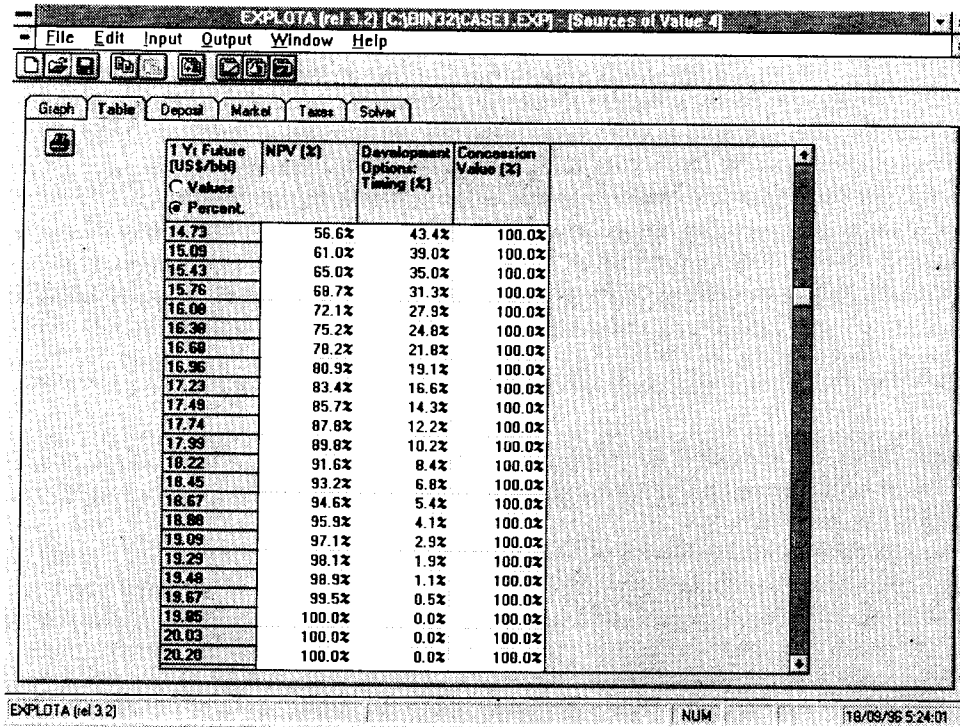 EXPLOTA (rel 3.2) [C:\BIN32\CASE1.EXP] - [Sources of Value 4]
File Edit Input Output Window Help
Graph Table Deposit Market Taxes Solver
1 Yr Future (US$/bbl) NPV (%) Development Options: Timing (%) Concession Value (%)
Values
Percent.
14.73 56.6% 43.4% 100.0%
15.09 61.0% 39.0% 100.0%
15.43 65.0% 35.0% 100.0%
15.76 68.7% 31.3% 100.0%
16.08 72.1% 27.9% 100.0%
16.38 75.2% 24.8% 100.0%
16.68 78.2% 21.8% 100.0%
16.96 80.9% 19.1% 100.0%
17.23 83.4% 16.6% 100.0%
17.49 85.7% 14.3% 100.0%
17.74 87.8% 12.2% 100.0%
17.99 89.8% 10.2% 100.0%
18.22 91.6% 8.4% 100.0%
18.45 93.2% 6.8% 100.0%
18.67 94.6% 5.4% 100.0%
18.88 95.9% 4.1% 100.0%
19.09 97.1% 2.9% 100.0%
19.29 98.1% 1.9% 100.0%
19.48 98.9% 1.1% 100.0%
19.67 99.5% 0.5% 100.0%
19.85 100.0% 0.0% 100.0%
20.03 100.0% 0.0% 100.0%
20.20 100.0% 0.0% 100.0%
EXPLOTA (rel 3.2) NUM 18/09/96 5:24:01